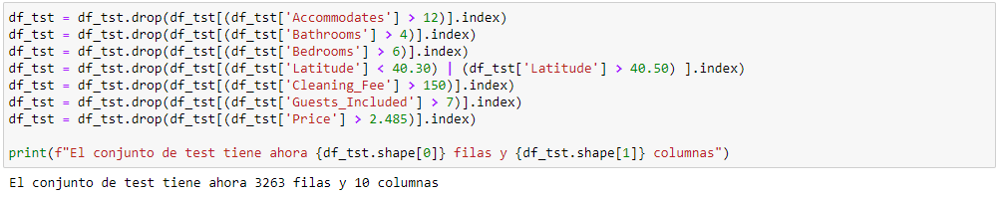 df_tst = df_tst.drop(df_tst[(df_tst['Accommodates'] > 12)].index)
df_tst = df_tst.drop(df_tst[(df_tst['Bathrooms'] > 4)].index)
df_tst = df_tst.drop(df_tst[(df_tst['Bedrooms'] > 6)].index)
df_tst = df_tst.drop(df_tst[(df_tst['Latitude'] < 40.30) | (df_tst['Latitude'] > 40.50) ].index)
df_tst = df_tst.drop(df_tst[(df_tst['Cleaning_Fee'] > 150)].index)
df_tst = df_tst.drop(df_tst[(df_tst['Guests_Included'] > 7)].index)
df_tst = df_tst.drop(df_tst[(df_tst['Price'] > 2.485)].index)
print(f"El conjunto de test tiene ahora {df_tst.shape[0]} filas y {df_tst.shape[1]} columnas")
El conjunto de test tiene ahora 3263 filas y 10 columnas